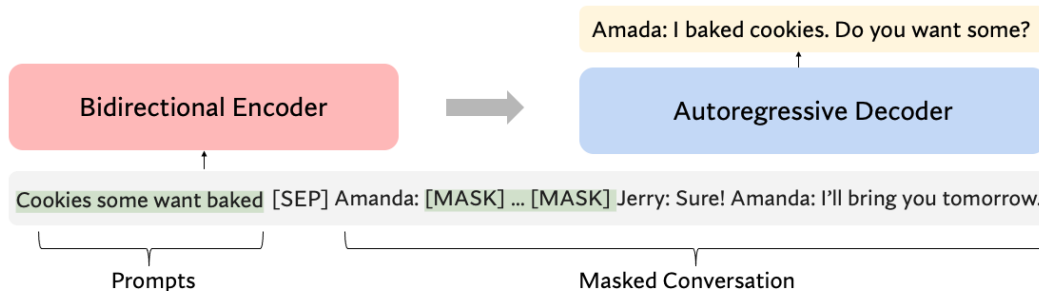 Amada: I baked cookies. Do you want some?
Bidirectional Encoder
Autoregressive Decoder
Cookies some want baked [SEP] Amanda: [MASK] ... [MASK] Jerry: Sure! Amanda: I'll bring you tomorrow.
Prompts
Masked Conversation